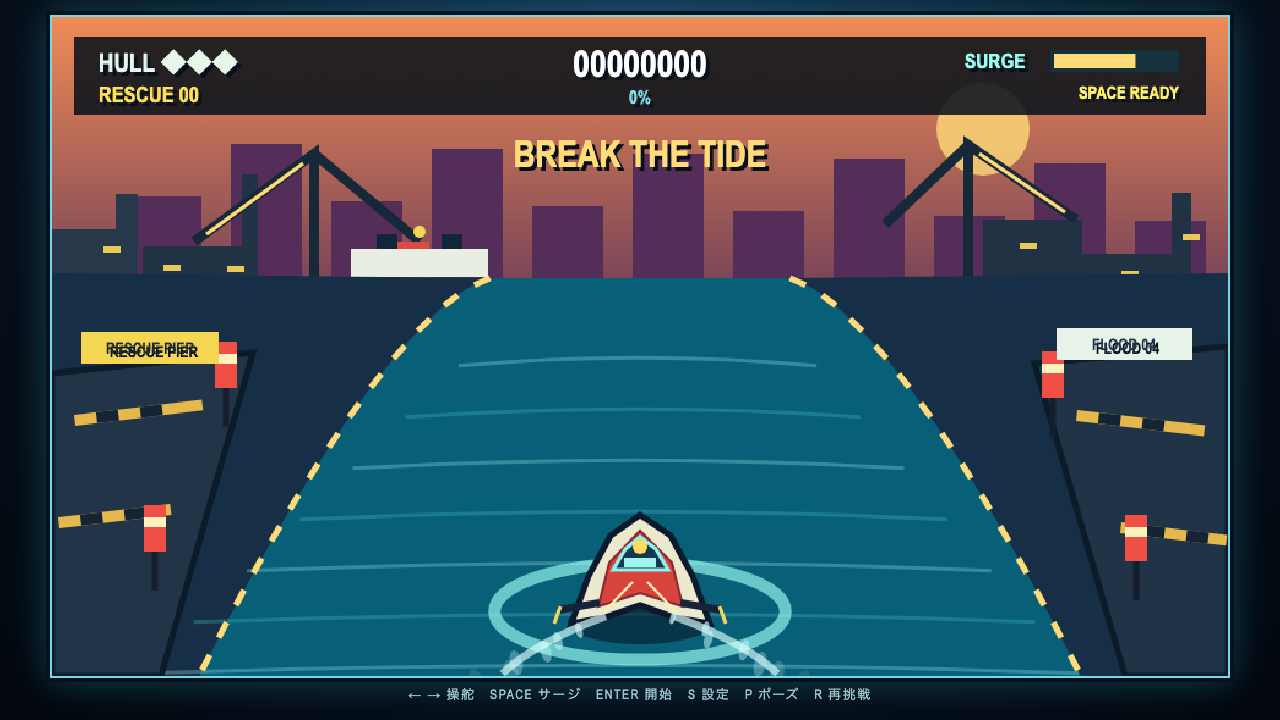 HULL
00000000
SURGE
RESCUE 00
0%
SPACE READY
BREAK THE TIDE
RESCUE PIER
FLOOD 04
← → 操舵 SPACE サージ ENTER 開始 S 設定 P ポーズ R 再挑戦